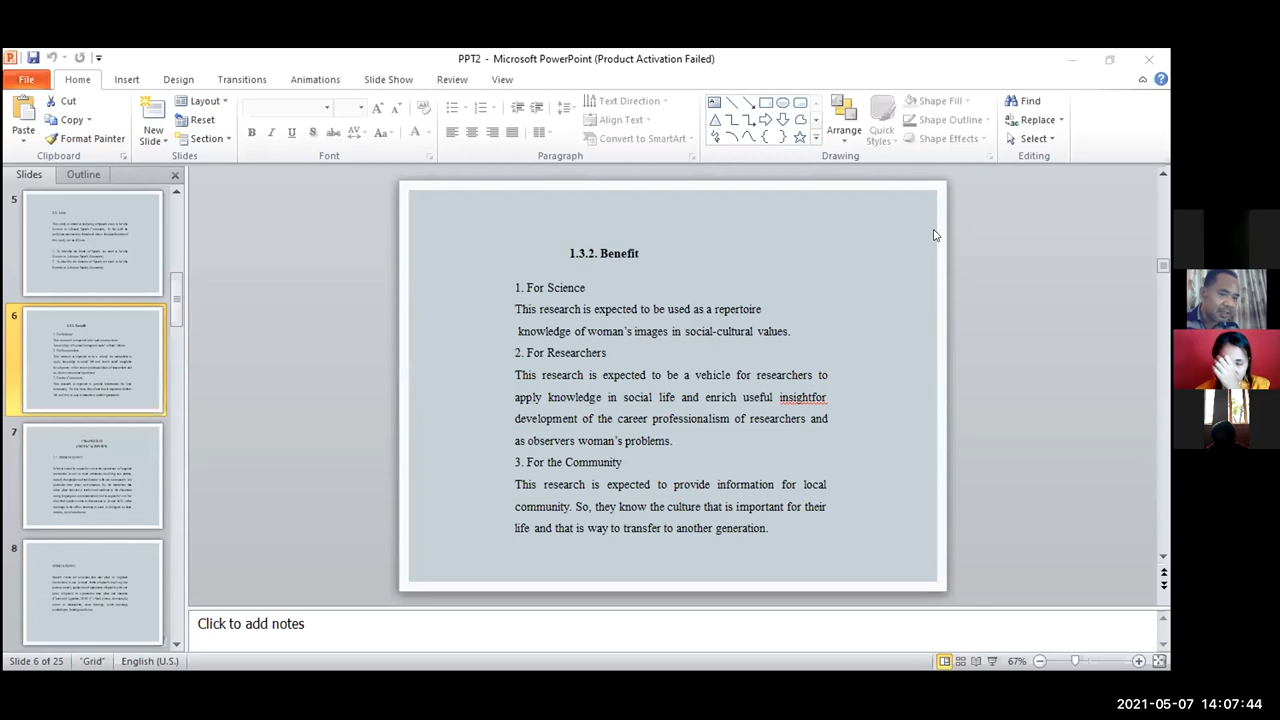 PPT2 - Microsoft PowerPoint (Product Activation Failed)
File Home Insert Design Transitions Animations Slide Show Review View
Cut
Copy
Format Painter
Paste
Clipboard
New
Slide
Layout
Reset
Section
Slides
Font
Text Direction
Align Text
Convert to SmartArt
Paragraph
Arrange
Quick
Styles
Shape Fill
Shape Outline
Shape Effects
Drawing
Find
Replace
Select
Editing
Slides Outline
5
6
7
8
1.3.2. Benefit
1. For Science
This research is expected to be used as a repertoire
knowledge of woman's images in social-cultural values.
2. For Researchers
This research is expected to be a vehicle for researchers to
apply knowledge in social life and enrich useful insightfor
development of the career professionalism of researchers and
as observers woman's problems.
3. For the Community
This research is expected to provide information for local
community. So, they know the culture that is important for their
life and that is way to transfer to another generation.
Click to add notes
Slide 6 of 25 "Grid" English (U.S.) 67%
2021-05-07 14:07:44